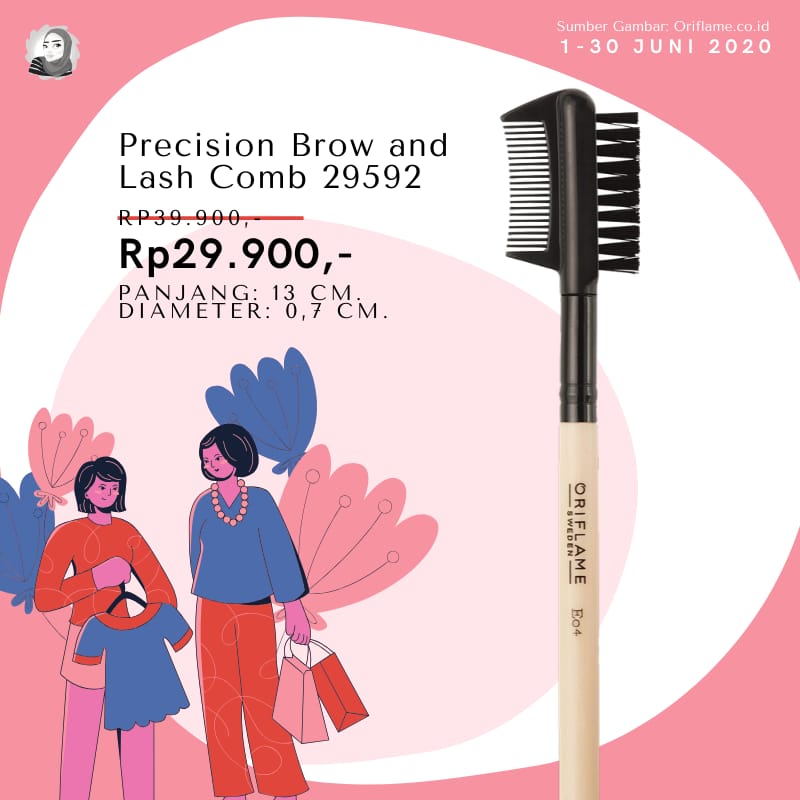 Sumber Gambar: Oriflame.co.id
1-30 JUNI 2020
Precision Brow and
Lash Comb 29592
RP39.900,-
Rp29.900,-
PANJANG: 13 CM.
DIAMETER: 0,7 CM.
ORIFLAME
SWEDEN
E04